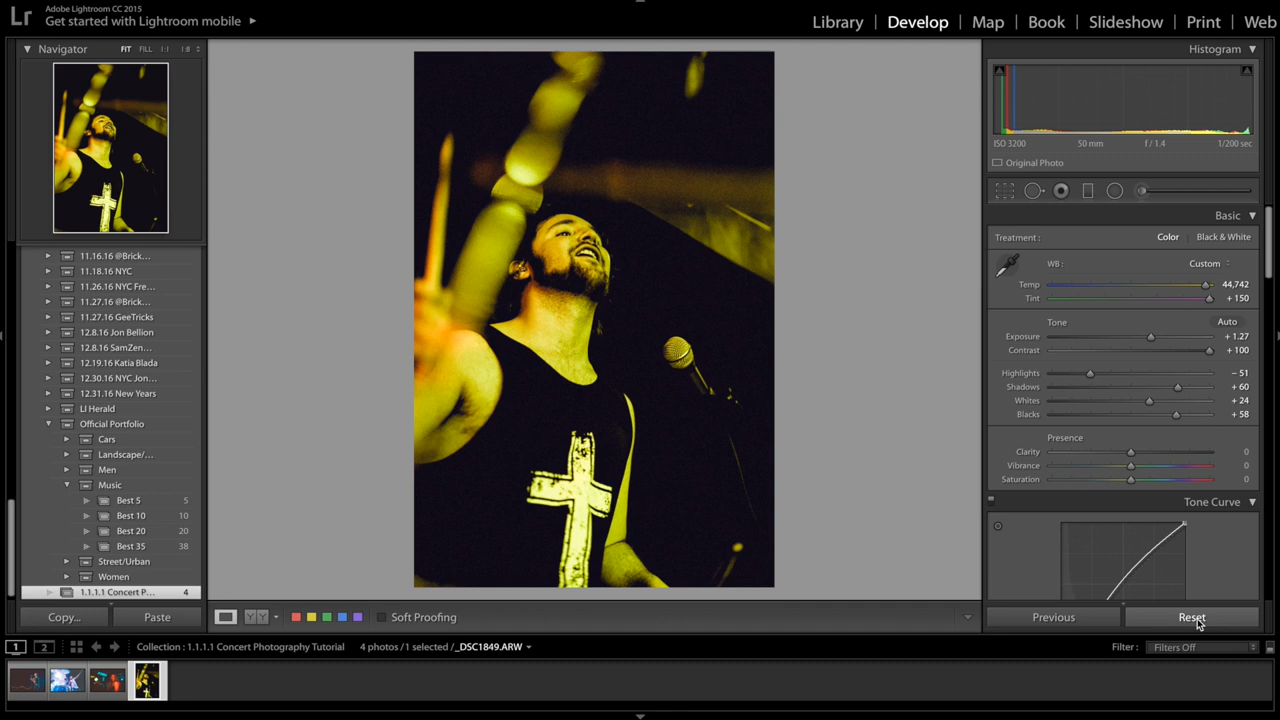 Lr
Adobe Lightroom CC 2015
Get started with Lightroom mobile
Library | Develop | Map | Book | Slideshow | Print | Web
Navigator FIT FILL 1:1 1:8
11.16.16 @Brick...
11.18.16 NYC
11.26.16 NYC Fre...
11.27.16 @Brick...
11.27.16 GeeTricks
12.8.16 Jon Bellion
12.8.16 SamZen...
12.19.16 Katia Blada
12.30.16 NYC Jon...
12.31.16 New Years
LI Herald
Official Portfolio
Cars
Landscape/...
Men
Music
Best 5 5
Best 10 10
Best 20 20
Best 35 38
Street/Urban
Women
1.1.1.1 Concert P... 4
Copy... Paste
Soft Proofing
Histogram
ISO 3200 50 mm f / 1.4 1/200 sec
Original Photo
Basic
Treatment : Color | Black & White
WB : Custom
Temp 44,742
Tint + 150
Tone Auto
Exposure + 1.27
Contrast + 100
Highlights − 51
Shadows + 60
Whites + 24
Blacks + 58
Presence
Clarity 0
Vibrance 0
Saturation 0
Tone Curve
Previous Reset
1 2 Collection : 1.1.1.1 Concert Photography Tutorial 4 photos / 1 selected / _DSC1849.ARW Filter : Filters Off